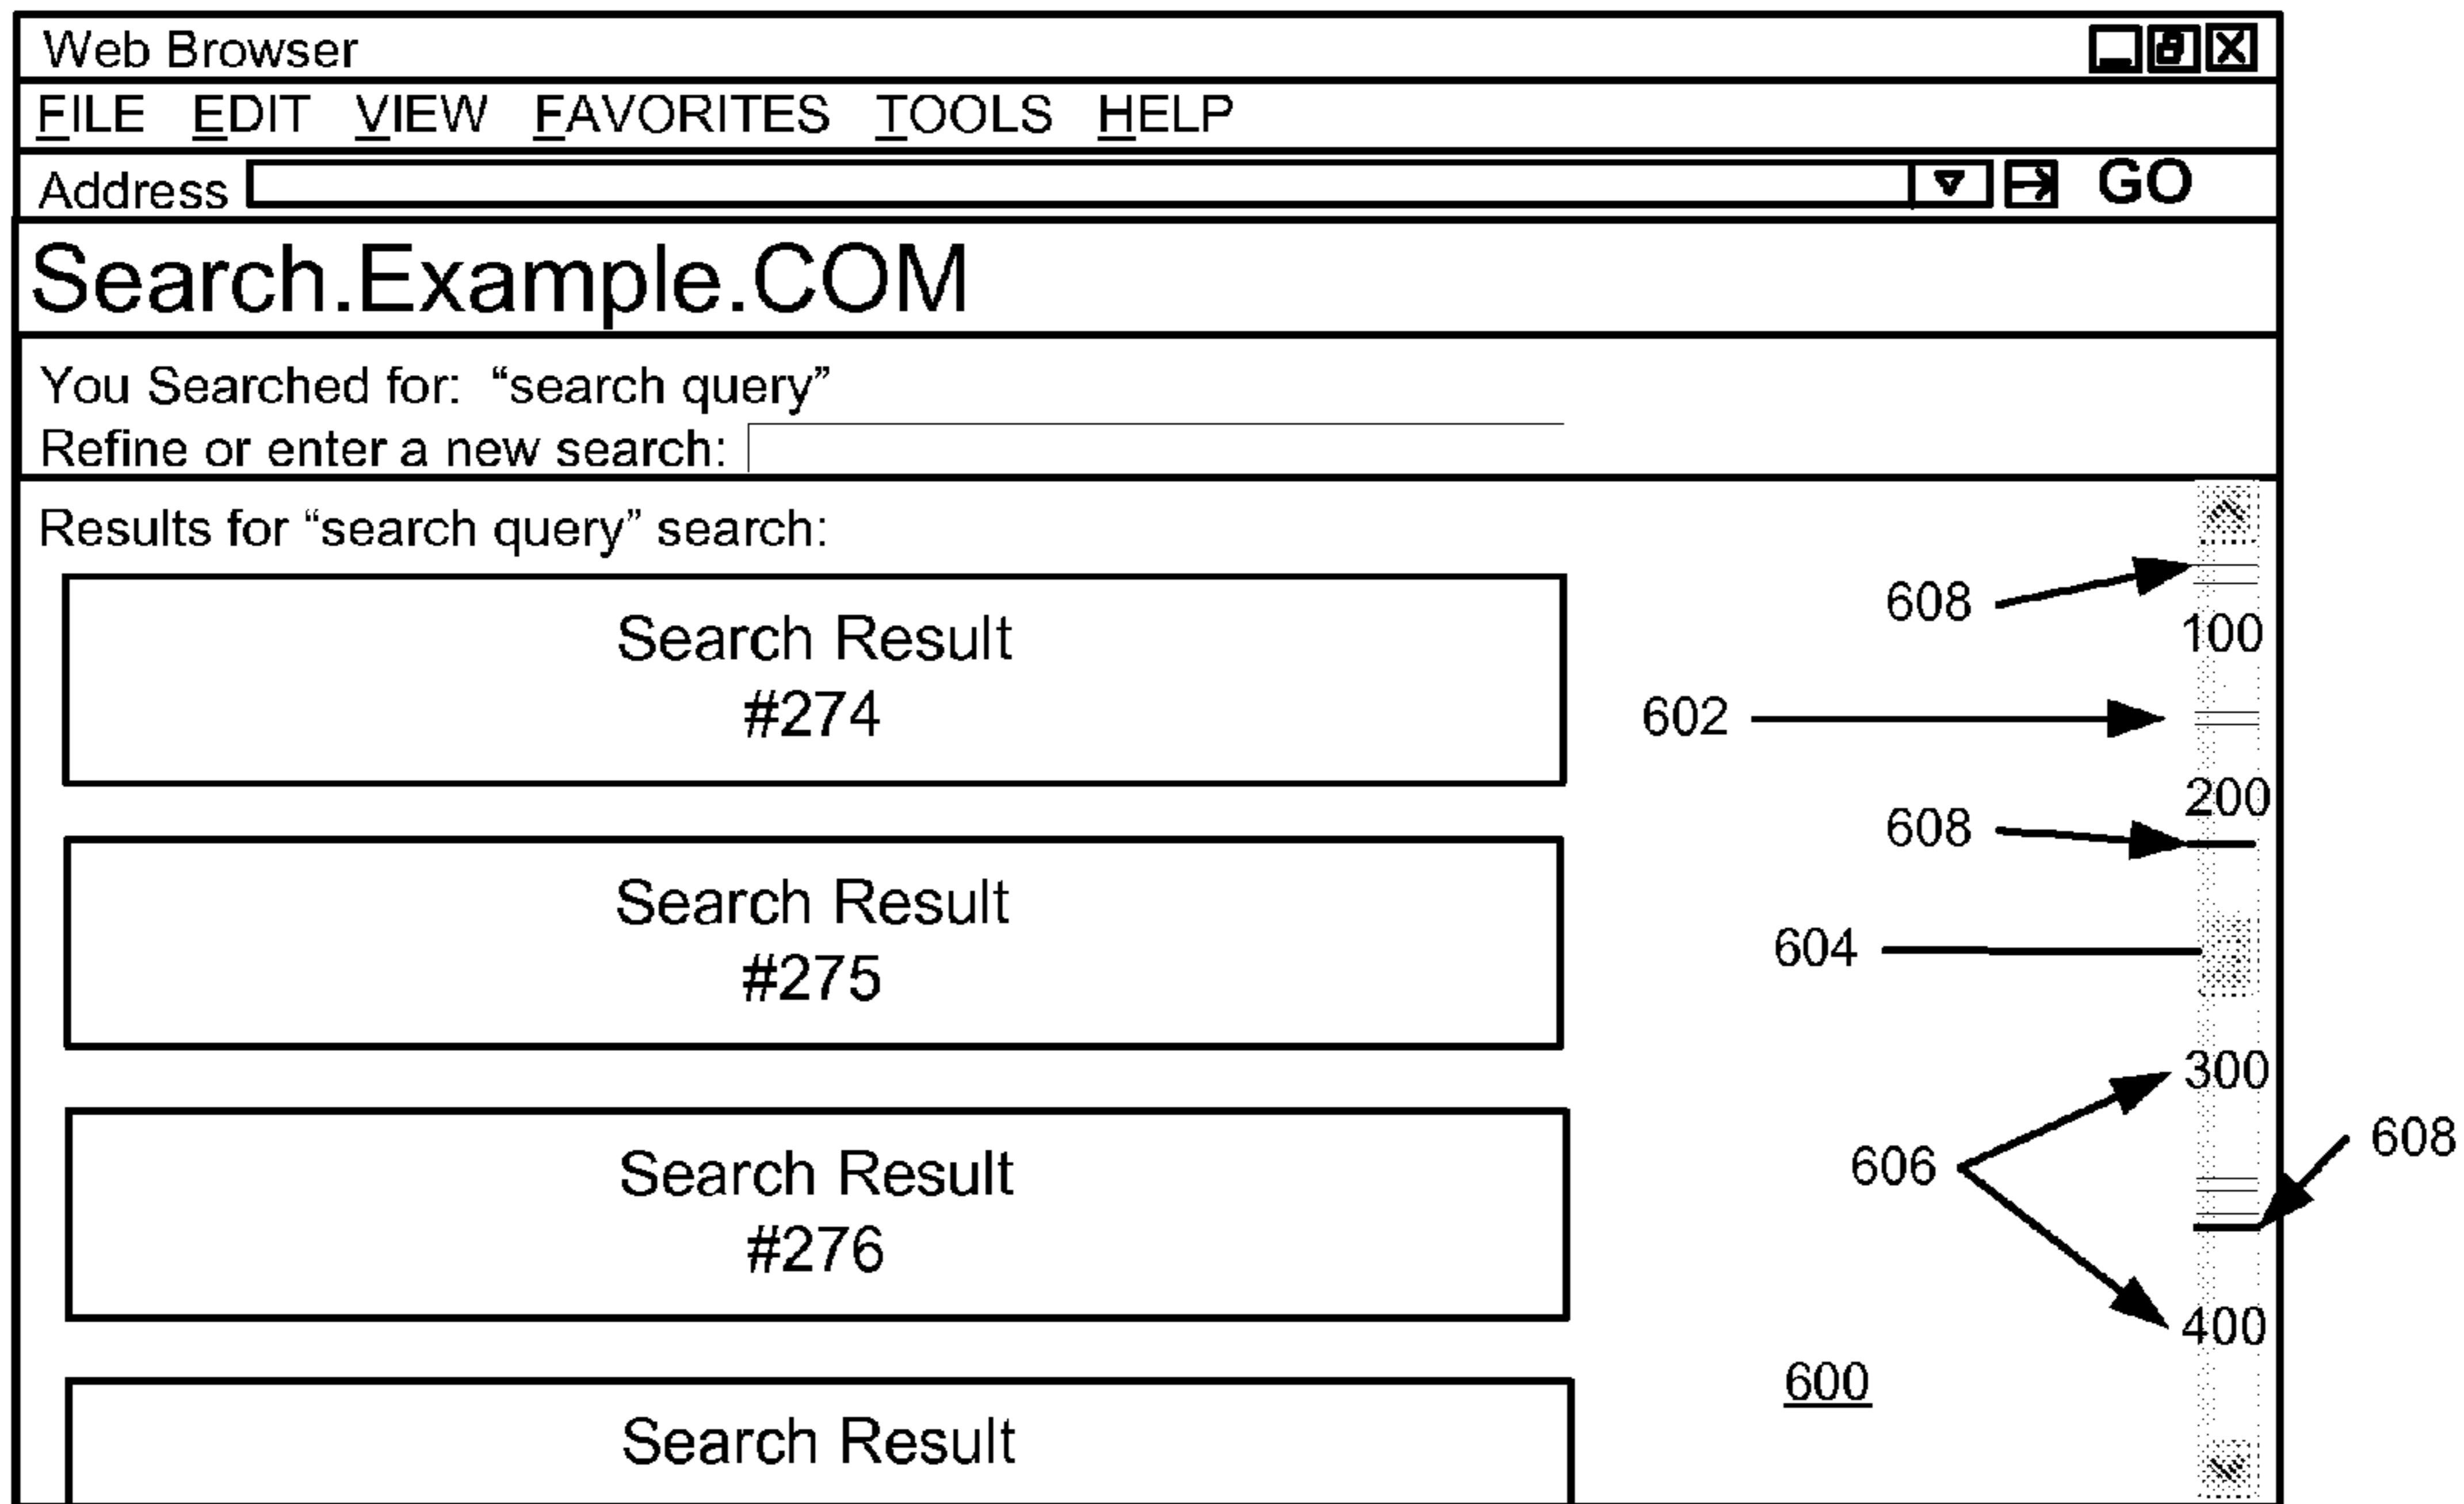 Web Browser
FILE EDIT VIEW FAVORITES TOOLS HELP
Address GO
Search.Example.COM
You Searched for: “search query”
Refine or enter a new search:
Results for “search query” search:
608
100
Search Result
#274
602
200
608
Search Result
#275
604
300
608
606
Search Result
#276
400
600
Search Result